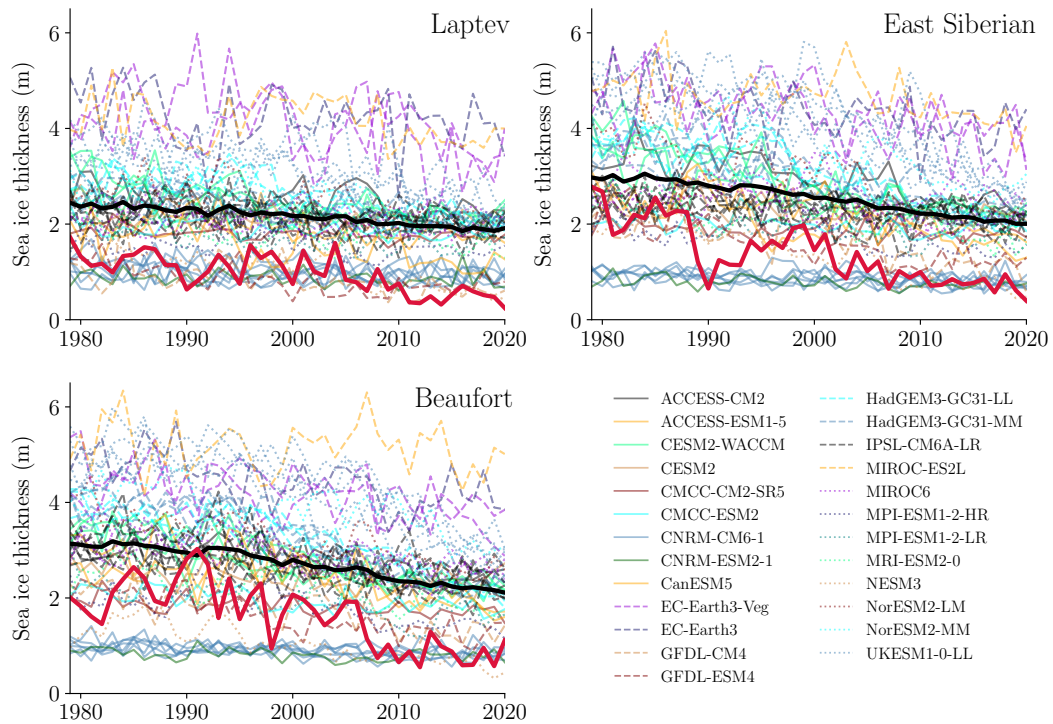 Laptev
Sea ice thickness (m)
6
4
2
0
1980 1990 2000 2010 2020
East Siberian
Sea ice thickness (m)
6
4
2
0
1980 1990 2000 2010 2020
Beaufort
Sea ice thickness (m)
6
4
2
0
1980 1990 2000 2010 2020
ACCESS-CM2
ACCESS-ESM1-5
CESM2-WACCM
CESM2
CMCC-CM2-SR5
CMCC-ESM2
CNRM-CM6-1
CNRM-ESM2-1
CanESM5
EC-Earth3-Veg
EC-Earth3
GFDL-CM4
GFDL-ESM4
HadGEM3-GC31-LL
HadGEM3-GC31-MM
IPSL-CM6A-LR
MIROC-ES2L
MIROC6
MPI-ESM1-2-HR
MPI-ESM1-2-LR
MRI-ESM2-0
NESM3
NorESM2-LM
NorESM2-MM
UKESM1-0-LL